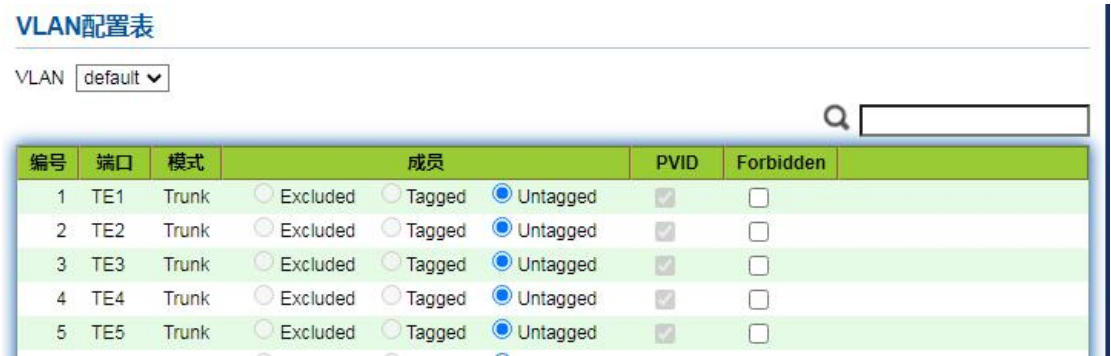 VLAN配置表
VLAN default
编号 端口 模式 成员 PVID Forbidden
1 TE1 Trunk Excluded Tagged Untagged
2 TE2 Trunk Excluded Tagged Untagged
3 TE3 Trunk Excluded Tagged Untagged
4 TE4 Trunk Excluded Tagged Untagged
5 TE5 Trunk Excluded Tagged Untagged